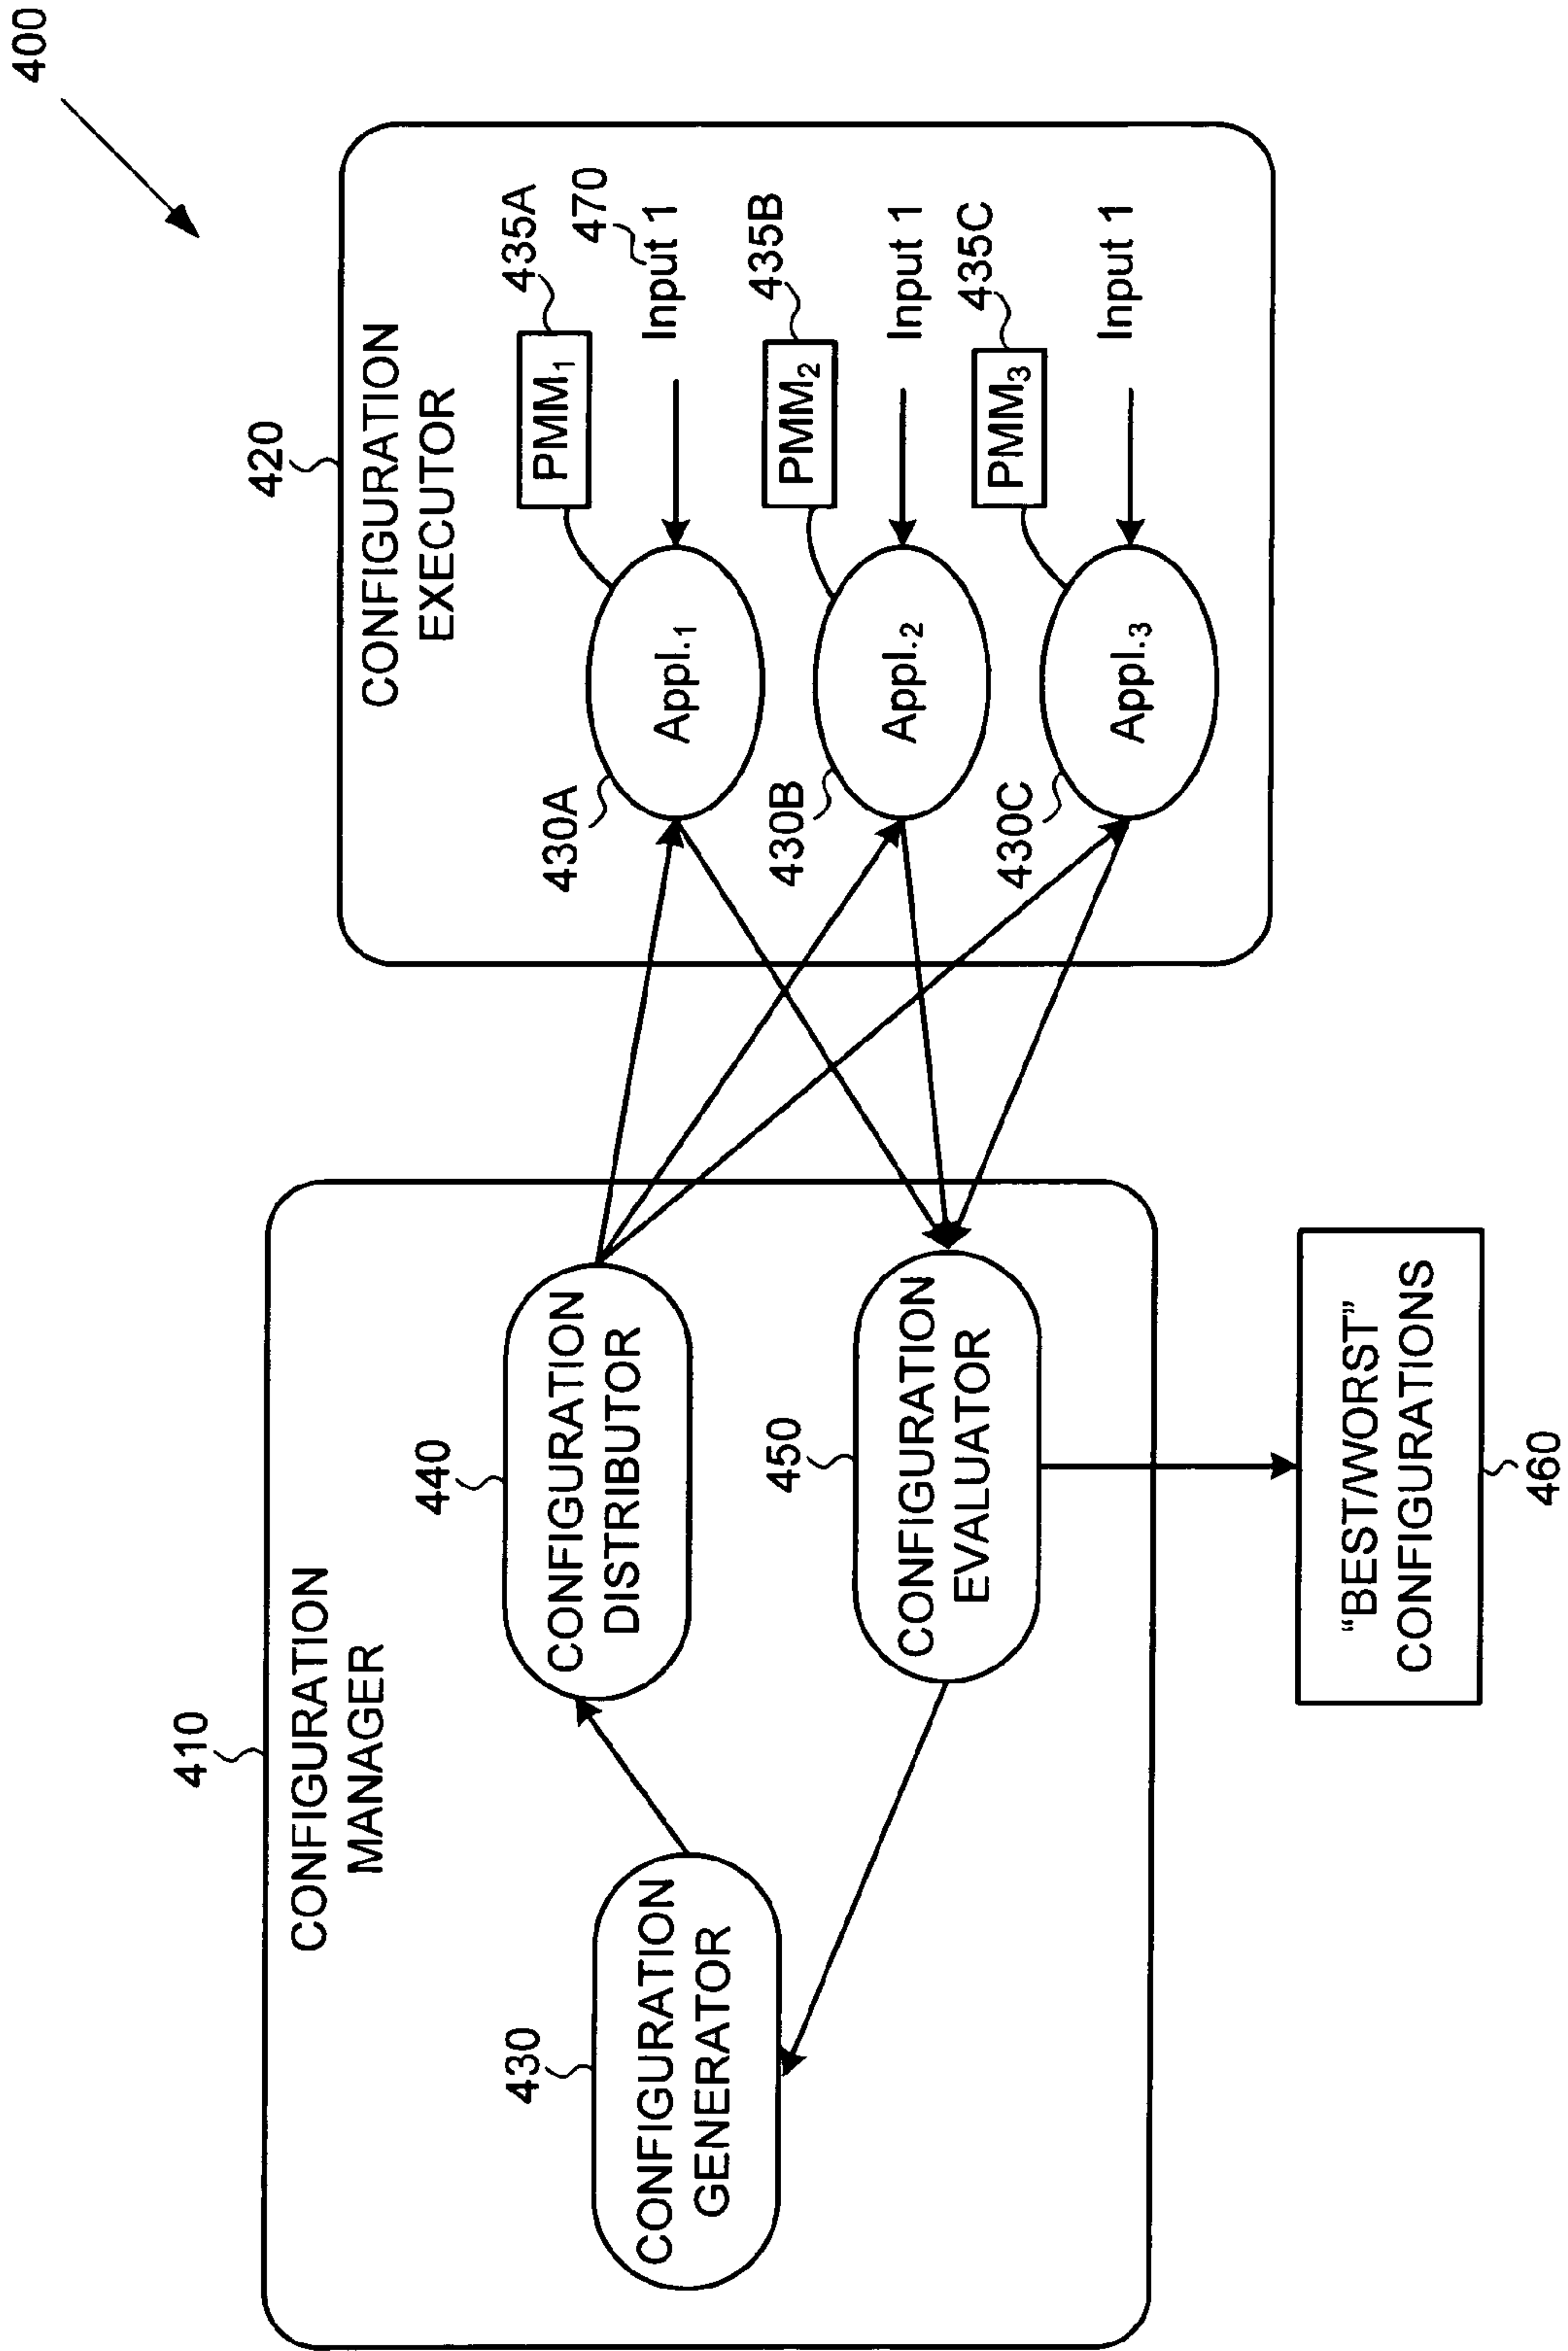 400
410
CONFIGURATION
MANAGER
430
CONFIGURATION
GENERATOR
440
CONFIGURATION
DISTRIBUTOR
450
CONFIGURATION
EVALUATOR
"BEST/WORST"
CONFIGURATIONS
460
420
CONFIGURATION
EXECUTOR
430A
Appl.1
PMM1
435A
470
Input 1
430B
Appl.2
PMM2
435B
Input 1
430C
Appl.3
PMM3
435C
Input 1